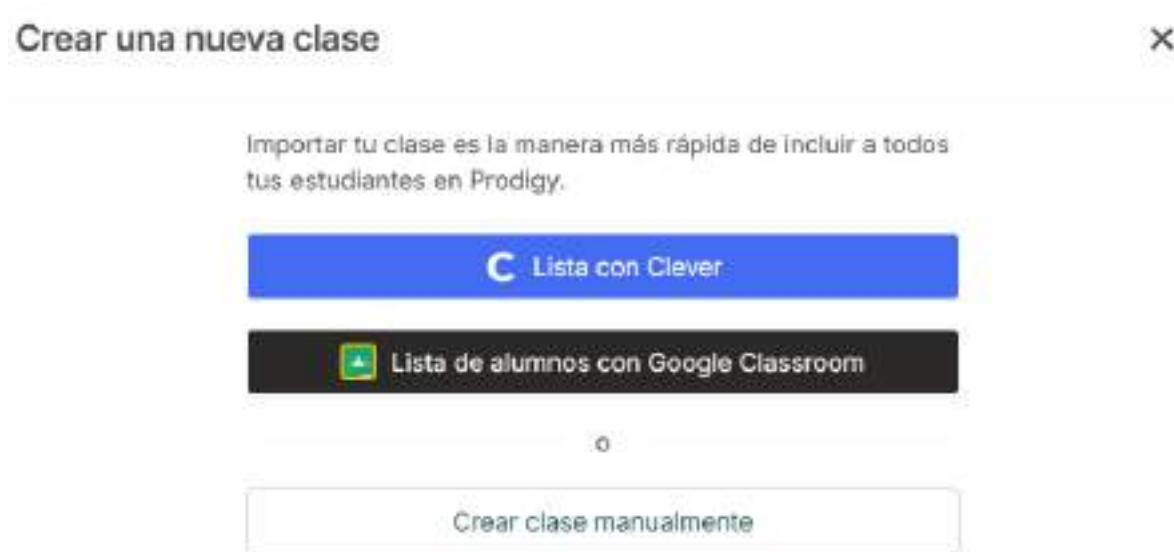 Crear una nueva clase
Importar tu clase es la manera más rápida de incluir a todos
tus estudiantes en Prodigy.
Lista con Clever
Lista de alumnos con Google Classroom
o
Crear clase manualmente